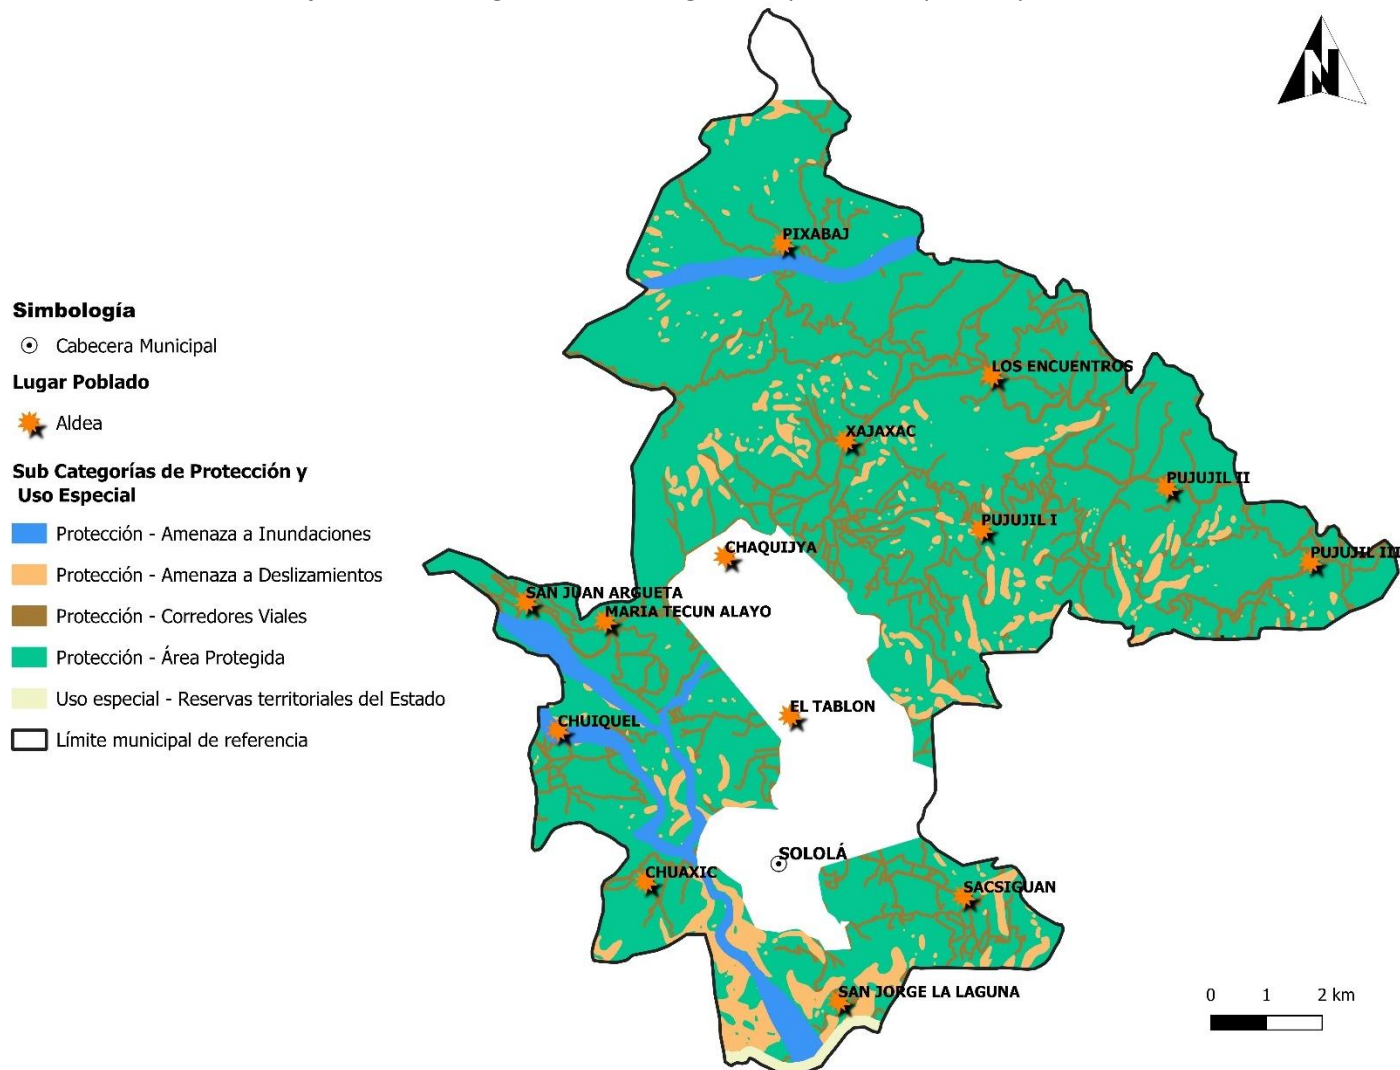 N
PIXABAJ
Simbología
Cabecera Municipal
Lugar Poblado
Aldea
Sub Categorías de Protección y
Uso Especial
Protección - Amenaza a Inundaciones
Protección - Amenaza a Deslizamientos
Protección - Corredores Viales
Protección - Área Protegida
Uso especial - Reservas territoriales del Estado
Límite municipal de referencia
LOS ENCUENTROS
XAJAXAC
PUJUJIL II
PUJUJIL I
CHAQUIJYA
PUJUJIL III
SAN JUAN ARGUETA
MARIA TECUN ALAYO
EL TABLON
CHUIQUEL
SOLOLÁ
CHUAXIC
SACSIGUAN
SAN JORGE LA LAGUNA
0 1 2 km